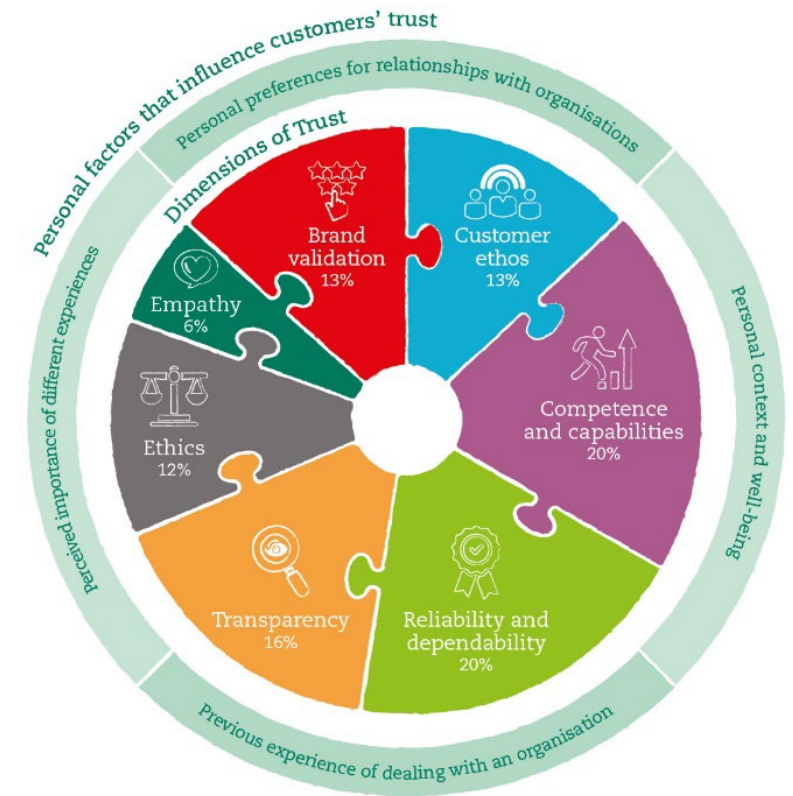 Personal factors that influence customers' trust
Personal preferences for relationships with organisations
Dimensions of Trust
Brand
validation
13%
Customer
ethos
13%
Empathy
6%
Competence
and capabilities
20%
Ethics
12%
Transparency
16%
Reliability and
dependability
20%
Perceived importance of different experiences
Personal context and well-being
Previous experience of dealing with an organisation